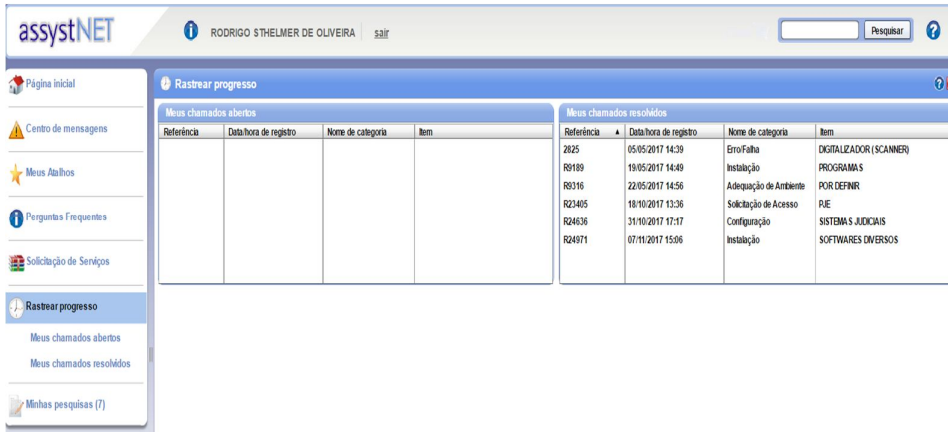 assystNET
RODRIGO STHELMER DE OLIVEIRA sair
Pesquisar
Página inicial
Centro de mensagens
Meus Atalhos
Perguntas Frequentes
Solicitação de Serviços
Rastrear progresso
Meus chamados abertos
Meus chamados resolvidos
Minhas pesquisas (7)
Rastrear progresso
Meus chamados abertos
Referência Data/hora de registro Nome de categoria Item
Meus chamados resolvidos
Referência Data/hora de registro Nome de categoria Item
2825 05/05/2017 14:39 Erro/Falha DIGITALIZADOR (SCANNER)
R9189 19/05/2017 14:49 Instalação PROGRAMAS
R9316 22/05/2017 14:56 Adequação de Ambiente POR DEFINIR
R23405 18/10/2017 13:36 Solicitação de Acesso PJE
R24636 31/10/2017 17:17 Configuração SISTEMAS JUDICIAIS
R24971 07/11/2017 15:06 Instalação SOFTWARES DIVERSOS